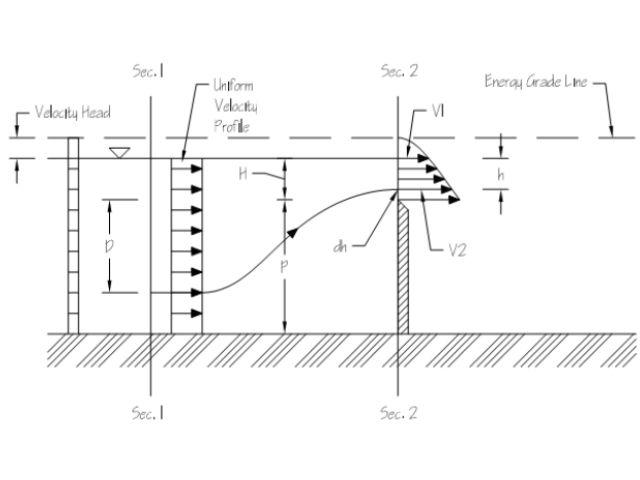 Sec. 1
Sec. 2
Energy Grade Line
Uniform
Velocity
Profile
Velocity Head
V1
H
h
D
P
dh
V2
Sec. 1
Sec. 2